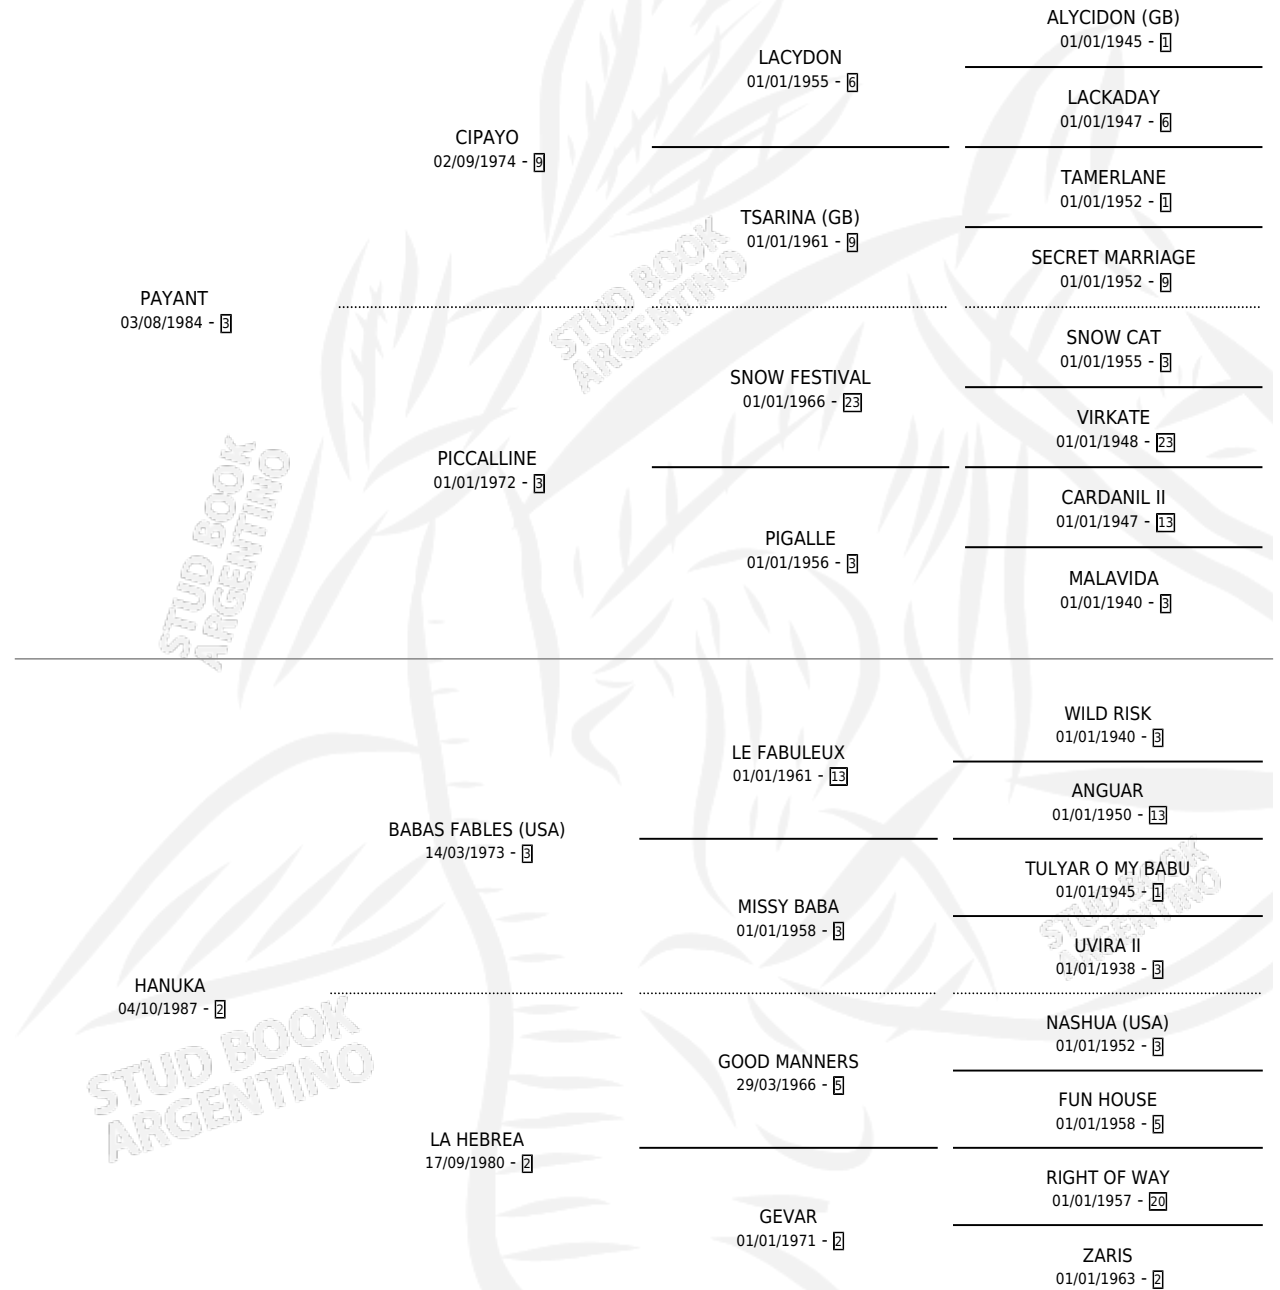 ALYCIDON (GB)
01/01/1945 - 1
LACYDON
01/01/1955 - 6
LACKADAY
01/01/1947 - 6
CIPAYO
02/09/1974 - 9
TAMERLANE
01/01/1952 - 1
TSARINA (GB)
01/01/1961 - 9
SECRET MARRIAGE
01/01/1952 - 9
PAYANT
03/08/1984 - 3
SNOW CAT
01/01/1955 - 3
SNOW FESTIVAL
01/01/1966 - 23
VIRKATE
01/01/1948 - 23
PICCALLINE
01/01/1972 - 3
CARDANIL II
01/01/1947 - 13
PIGALLE
01/01/1956 - 3
MALAVIDA
01/01/1940 - 3
STUD BOOK
ARGENTINO
STUD BOOK
ARGENTINO
WILD RISK
01/01/1940 - 3
LE FABULEUX
01/01/1961 - 13
ANGUAR
01/01/1950 - 13
BABAS FABLES (USA)
14/03/1973 - 3
TULYAR O MY BABU
01/01/1945 - 1
MISSY BABA
01/01/1958 - 3
UVIRA II
01/01/1938 - 3
HANUKA
04/10/1987 - 2
NASHUA (USA)
01/01/1952 - 3
GOOD MANNERS
29/03/1966 - 5
FUN HOUSE
01/01/1958 - 5
LA HEBREA
17/09/1980 - 2
RIGHT OF WAY
01/01/1957 - 20
GEVAR
01/01/1971 - 2
ZARIS
01/01/1963 - 2
STUD BOOK
ARGENTINO
STUD BOOK
ARGENTINO